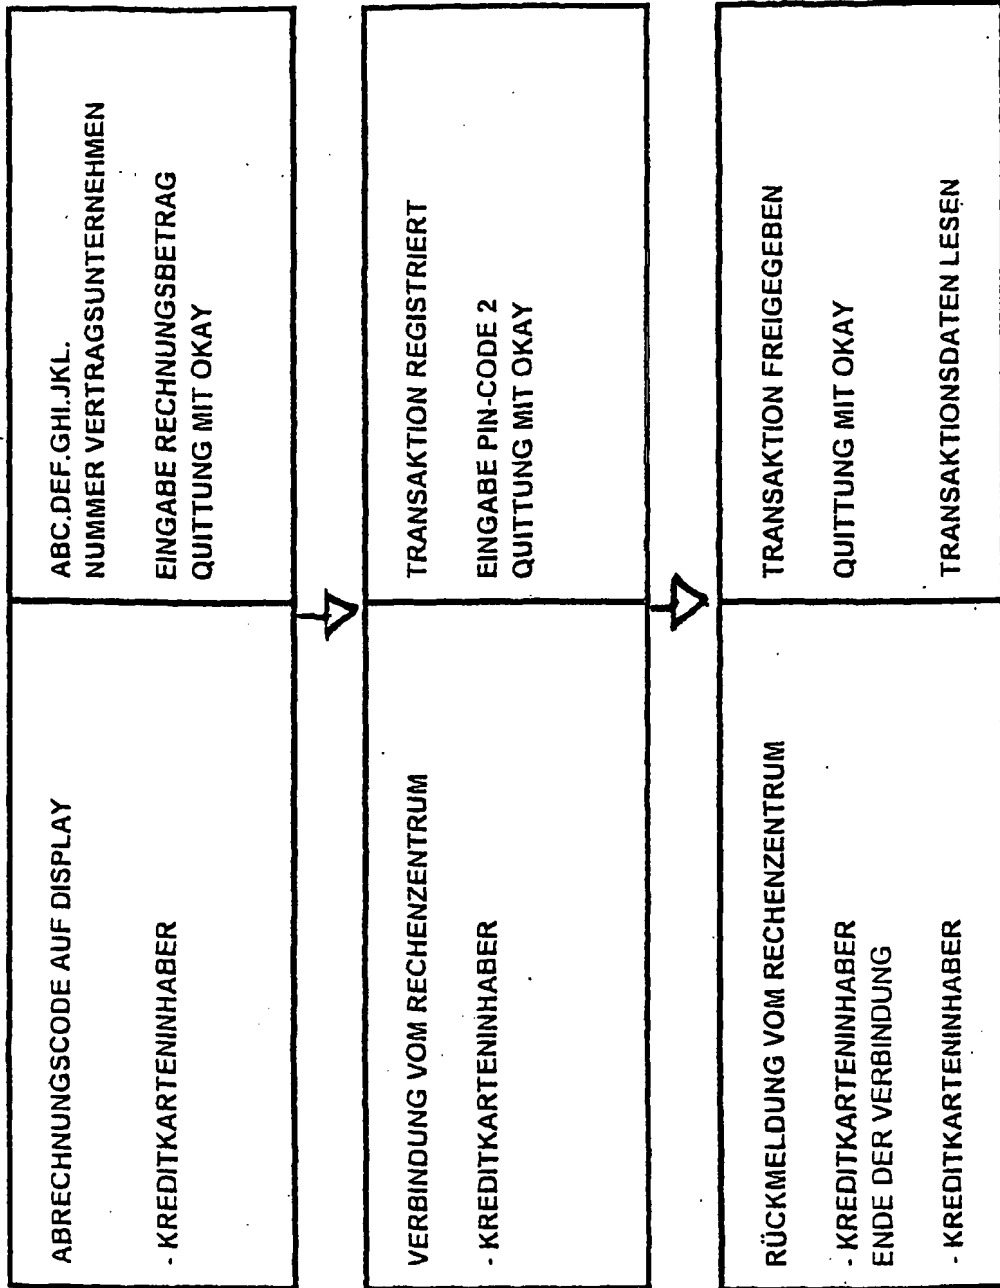 ABRECHNUNGSCODE AUF DISPLAY
- KREDITKARTENINHABER
ABC.DEF.GHI.JKL.
NUMMER VERTRAGSUNTERNEHMEN
EINGABE RECHNUNGSBETRAG
QUITTUNG MIT OKAY
VERBINDUNG VOM RECHENZENTRUM
- KREDITKARTENINHABER
TRANSAKTION REGISTRIERT
EINGABE PIN-CODE 2
QUITTUNG MIT OKAY
RÜCKMELDUNG VOM RECHENZENTRUM
- KREDITKARTENINHABER
ENDE DER VERBINDUNG
- KREDITKARTENINHABER
TRANSAKTION FREIGEGEBEN
QUITTUNG MIT OKAY
TRANSAKTIONSDATEN LESEN